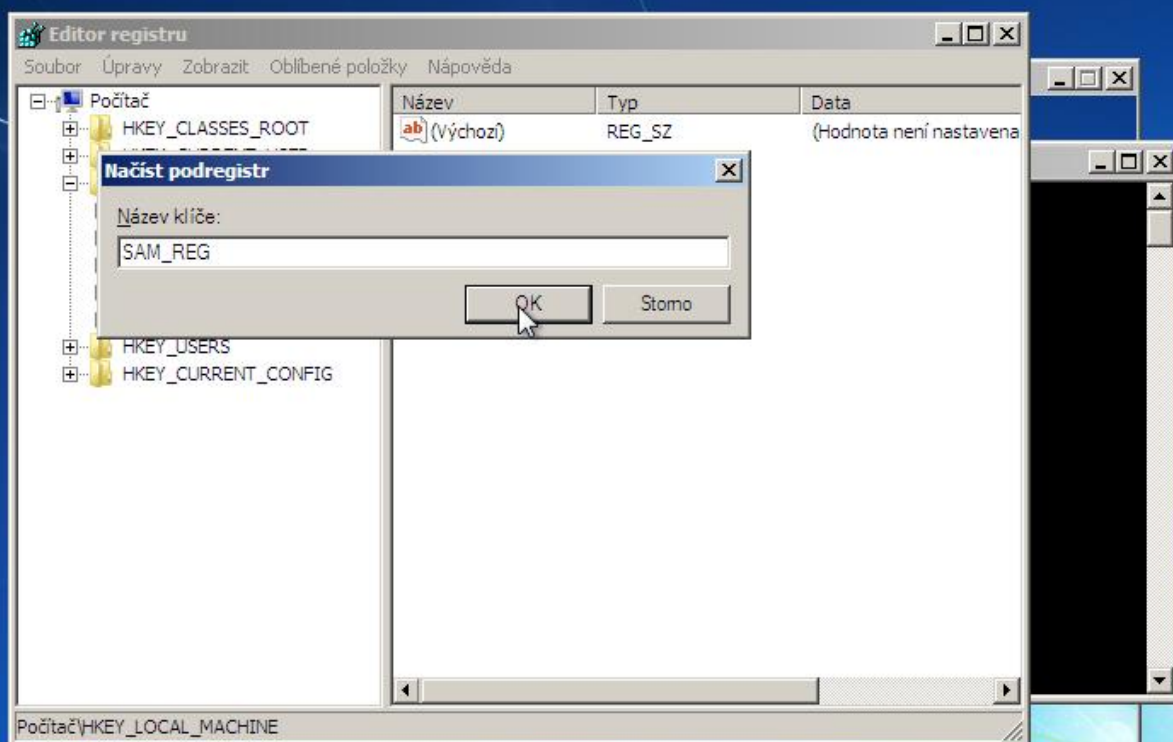 Editor registru
Soubor Úpravy Zobrazit Oblíbené položky Nápověda
Počítač
HKEY_CLASSES_ROOT
HKEY_USERS
HKEY_CURRENT_CONFIG
Název Typ Data
ab (Výchozí) REG_SZ (Hodnota není nastavena
Načíst podregistr
Název klíče:
SAM_REG
OK Storno
Počítač\HKEY_LOCAL_MACHINE